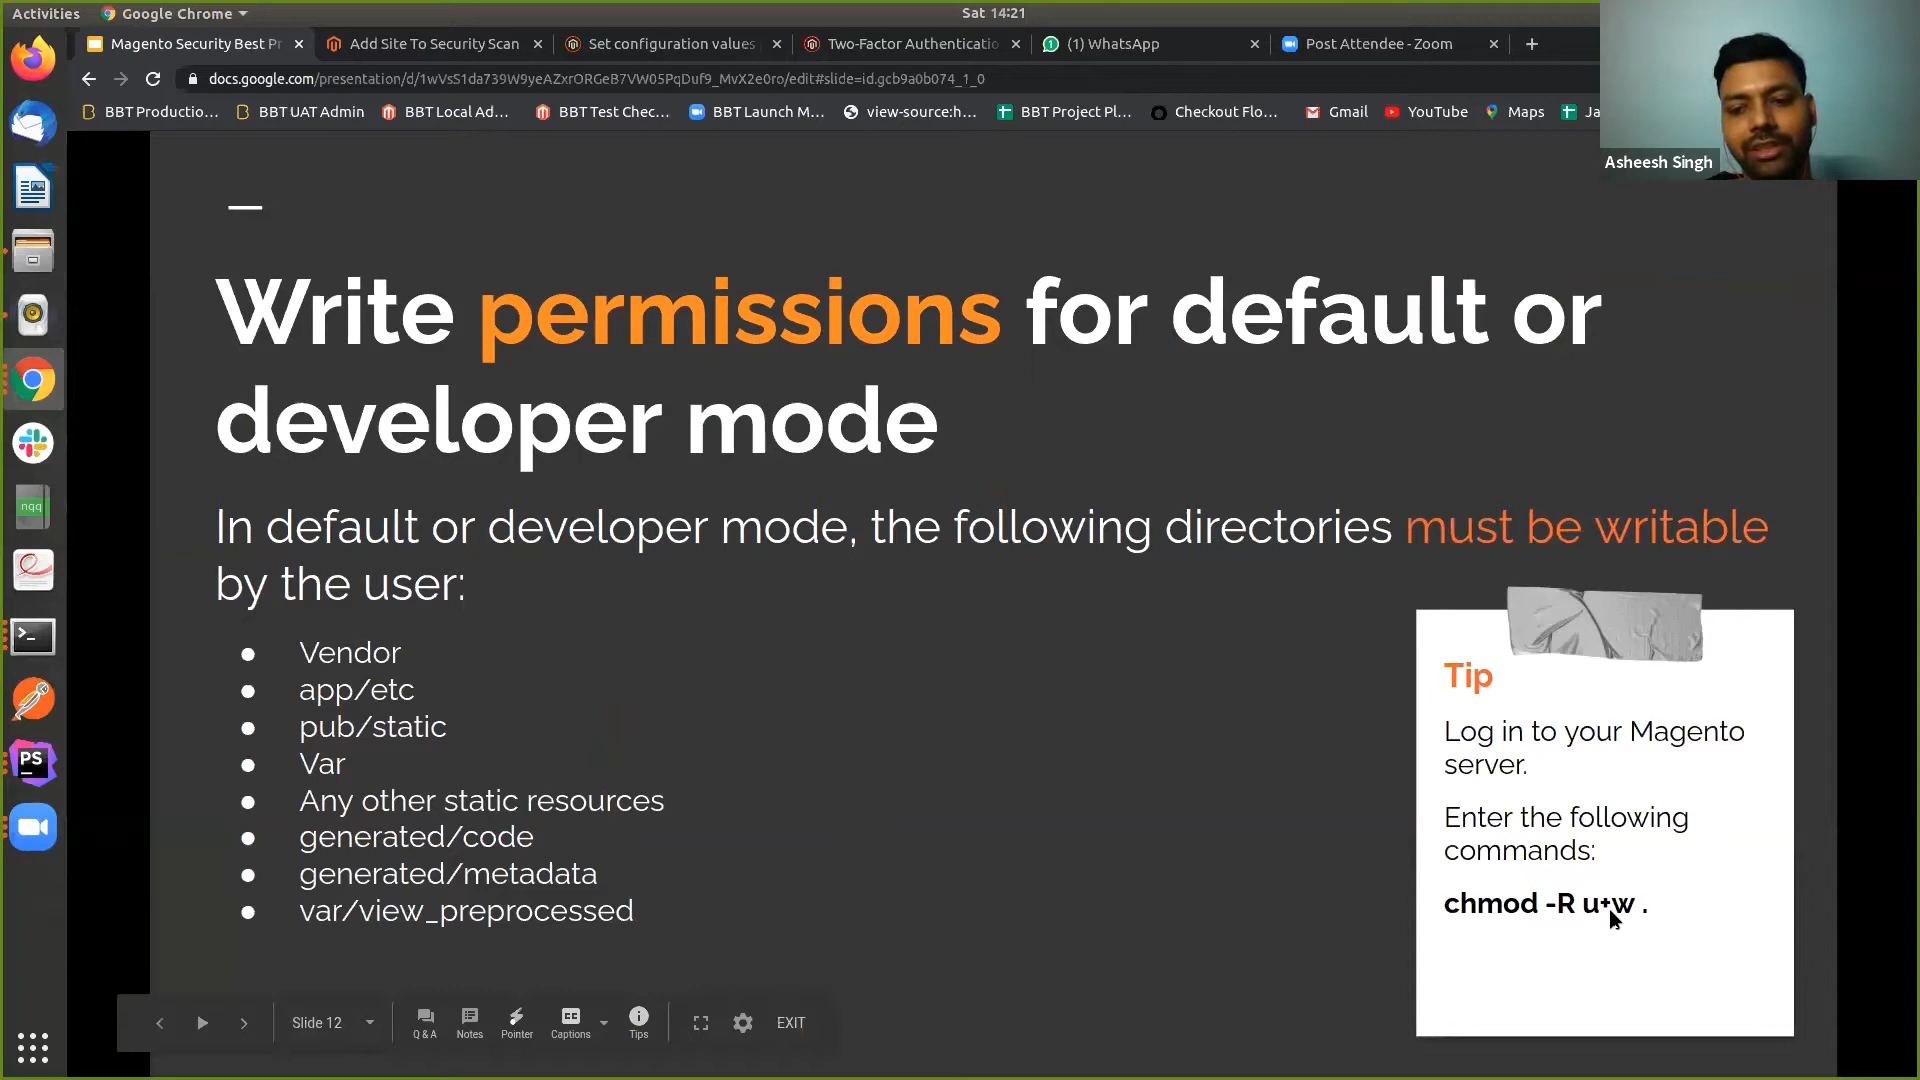 Activities
Google Chrome
Sat 14:21
Magento Security Best Pr
Add Site To Security Scan
Set configuration values
Two-Factor Authenticatio
(1) WhatsApp
Post Attendee - Zoom
docs.google.com/presentation/d/1wVsS1da739W9yeAZxrORGeB7VW05PqDuf9_MvX2e0ro/edit#slide=id.gcb9a0b074_1_0
BBT Productio...
BBT UAT Admin
BBT Local Ad...
BBT Test Chec...
BBT Launch M...
view-source:h...
BBT Project Pl...
Checkout Flo...
Gmail
YouTube
Maps
Ja
Asheesh Singh
Write permissions for default or
developer mode
In default or developer mode, the following directories must be writable
by the user:
● Vendor
● app/etc
● pub/static
● Var
● Any other static resources
● generated/code
● generated/metadata
● var/view_preprocessed
Tip
Log in to your Magento
server.
Enter the following
commands:
chmod -R u+w .
nqq
PS
Slide 12
Q & A
Notes
Pointer
Captions
Tips
EXIT